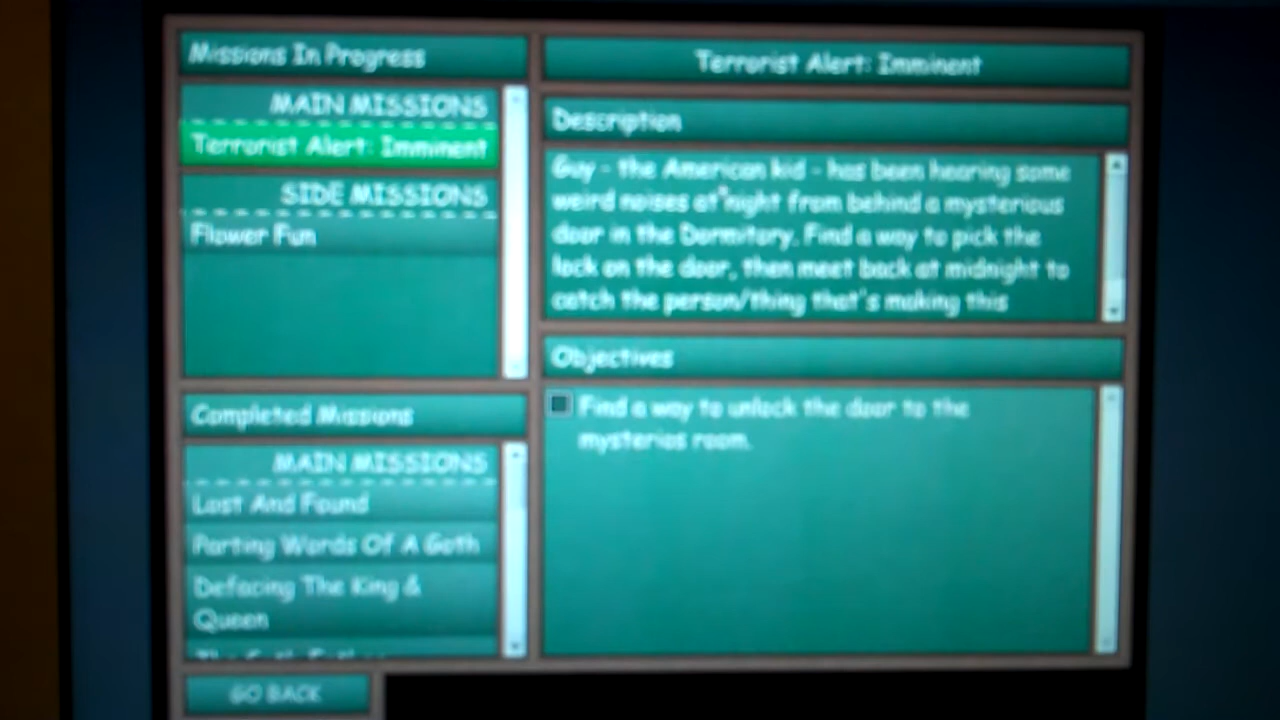 Missions In Progress
MAIN MISSIONS
Terrorist Alert: Imminent
SIDE MISSIONS
Flower Fun
Completed Missions
MAIN MISSIONS
Lost And Found
Parting Words Of A Goth
Defacing The King &
Queen
GO BACK
Terrorist Alert: Imminent
Description
Guy - the American kid - has been hearing some
weird noises at night from behind a mysterious
door in the Dormitory. Find a way to pick the
lock on the door, then meet back at midnight to
catch the person/thing that's making this
Objectives
Find a way to unlock the door to the
mysterios room.